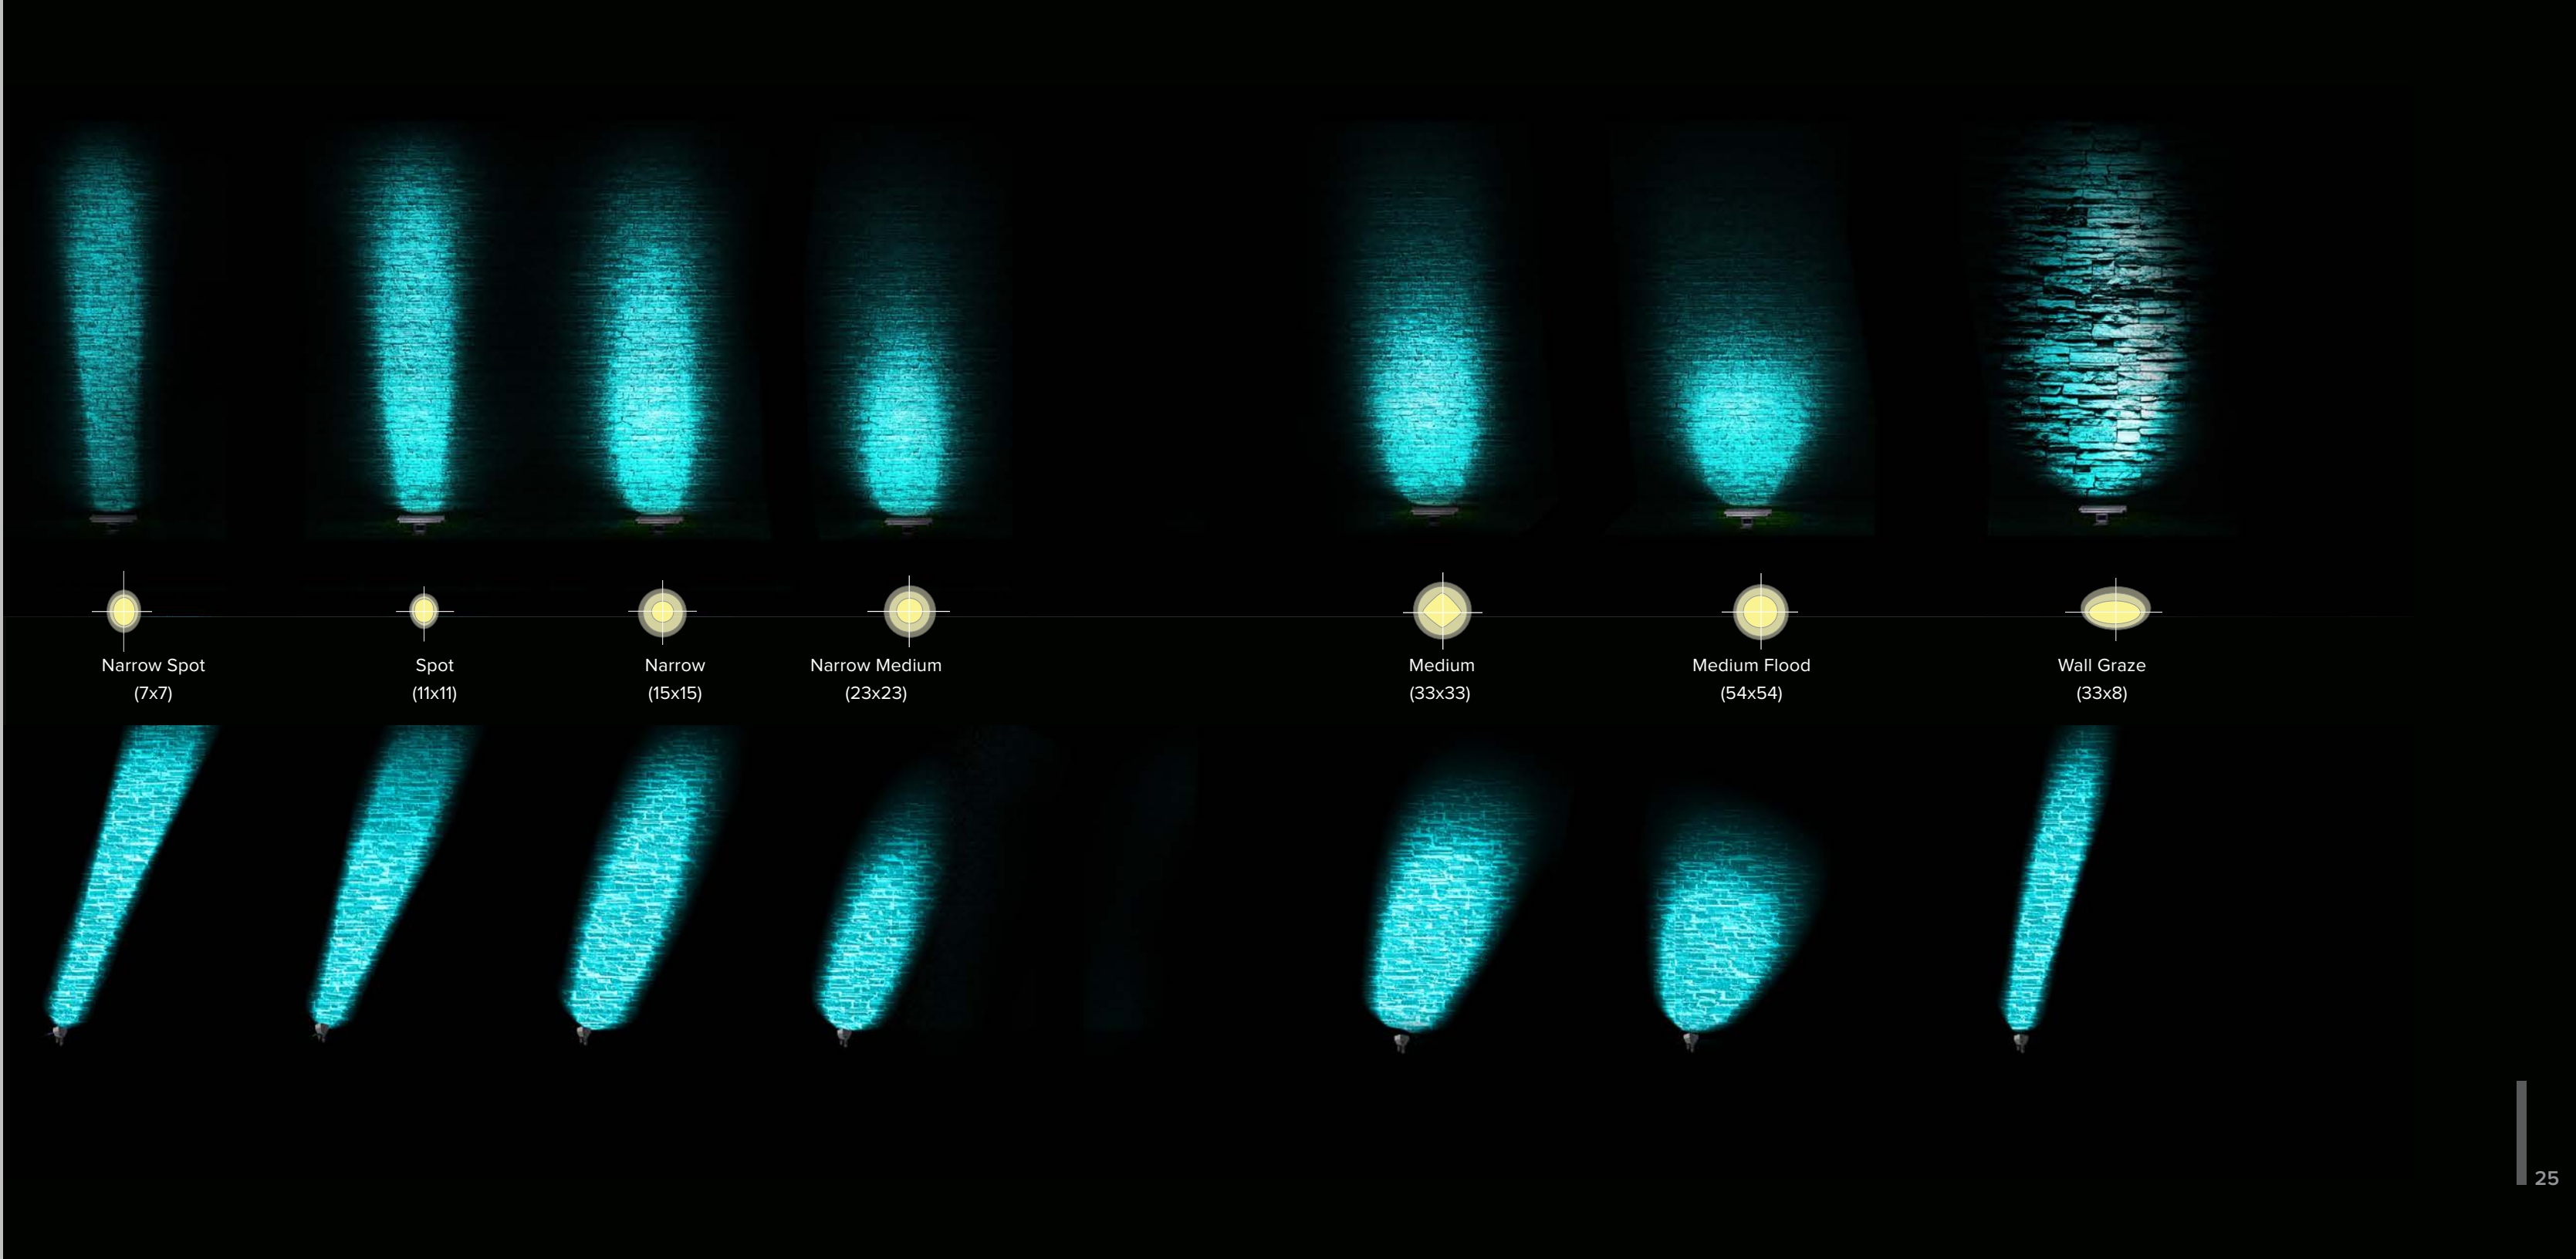 Narrow Spot
(7x7)
Spot
(11x11)
Narrow
(15x15)
Narrow Medium
(23x23)
Medium
(33x33)
Medium Flood
(54x54)
Wall Graze
(33x8)
25